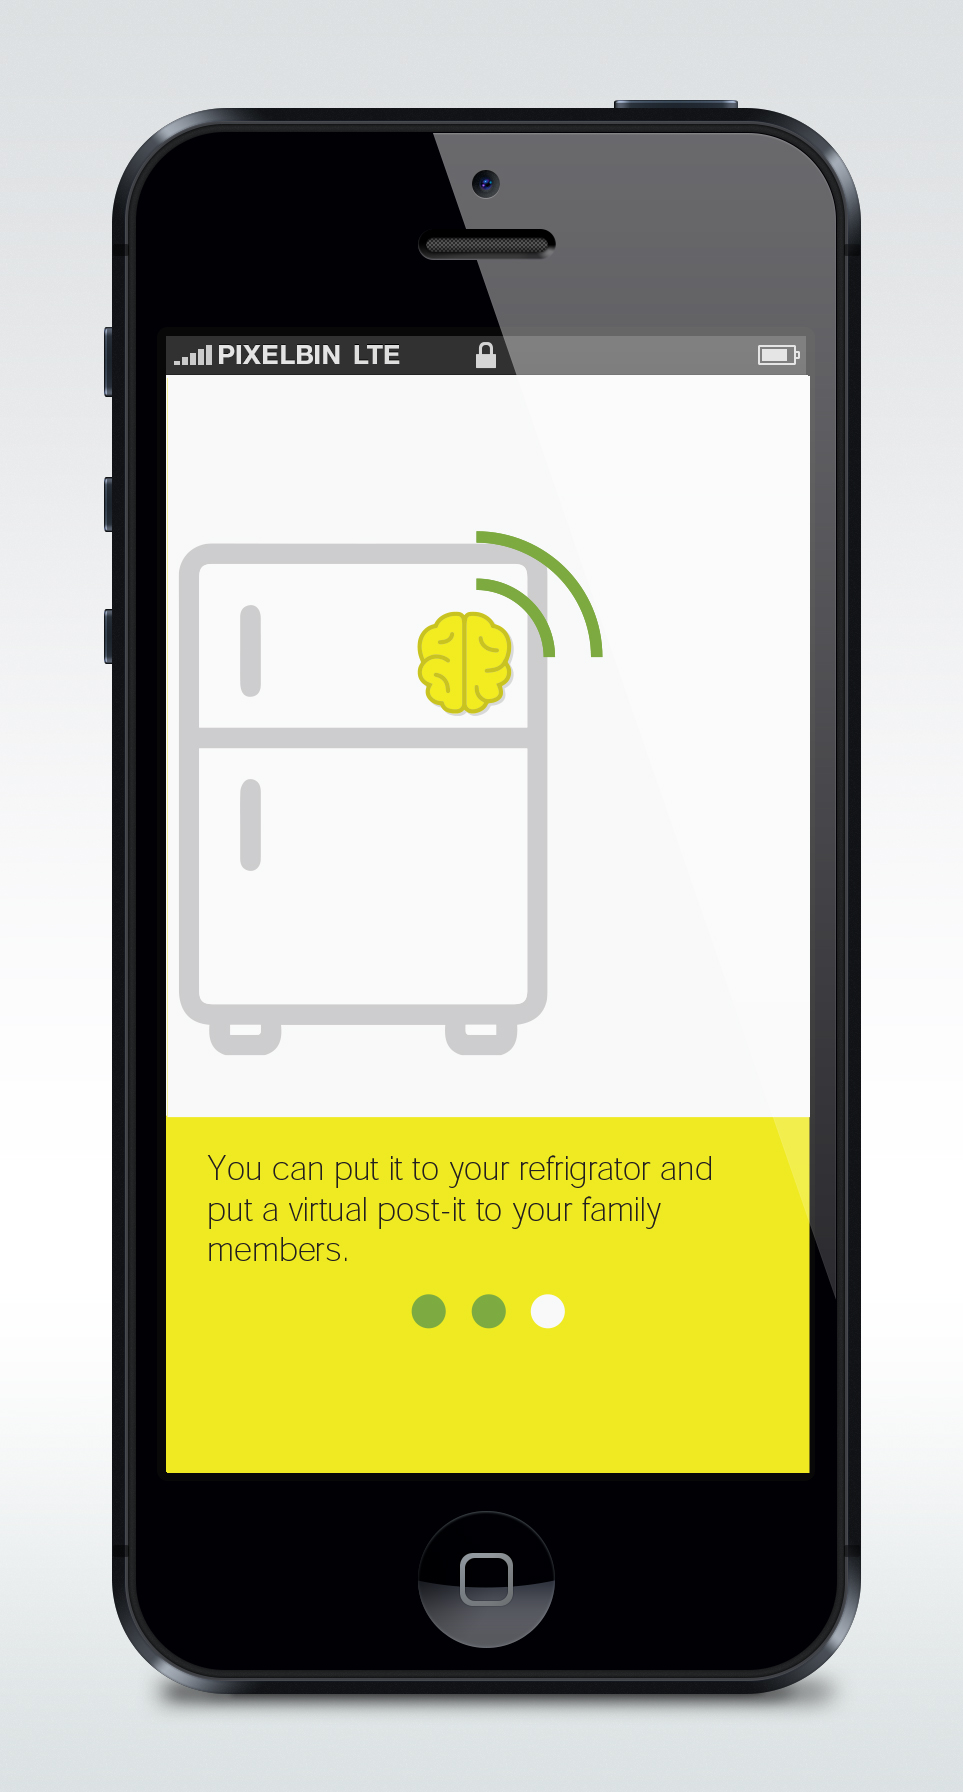 PIXELBIN LTE
You can put it to your refrigrator and
put a virtual post-it to your family
members.